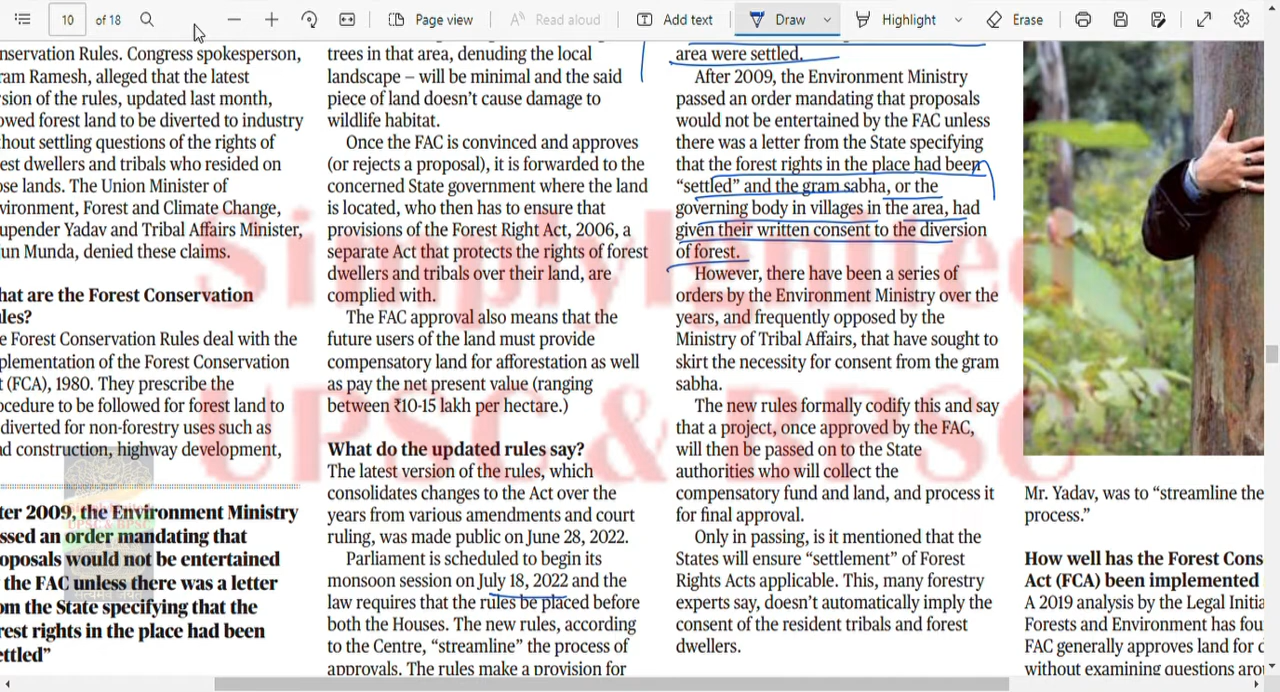 10 of 18 Page view Read aloud Add text Draw Highlight Erase
nservation Rules. Congress spokesperson,
ram Ramesh, alleged that the latest
sion of the rules, updated last month,
owed forest land to be diverted to industry
hout settling questions of the rights of
est dwellers and tribals who resided on
ose lands. The Union Minister of
vironment, Forest and Climate Change,
upender Yadav and Tribal Affairs Minister,
jun Munda, denied these claims.
hat are the Forest Conservation
les?
e Forest Conservation Rules deal with the
plementation of the Forest Conservation
t (FCA), 1980. They prescribe the
ocedure to be followed for forest land to
diverted for non-forestry uses such as
ad construction, highway development,
ter 2009, the Environment Ministry
ssed an order mandating that
oposals would not be entertained
the FAC unless there was a letter
om the State specifying that the
rest rights in the place had been
ettled”
trees in that area, denuding the local
landscape – will be minimal and the said
piece of land doesn’t cause damage to
wildlife habitat.
Once the FAC is convinced and approves
(or rejects a proposal), it is forwarded to the
concerned State government where the land
is located, who then has to ensure that
provisions of the Forest Right Act, 2006, a
separate Act that protects the rights of forest
dwellers and tribals over their land, are
complied with.
The FAC approval also means that the
future users of the land must provide
compensatory land for afforestation as well
as pay the net present value (ranging
between ₹10-15 lakh per hectare.)
What do the updated rules say?
The latest version of the rules, which
consolidates changes to the Act over the
years from various amendments and court
ruling, was made public on June 28, 2022.
Parliament is scheduled to begin its
monsoon session on July 18, 2022 and the
law requires that the rules be placed before
both the Houses. The new rules, according
to the Centre, “streamline” the process of
approvals. The rules make a provision for
area were settled.
After 2009, the Environment Ministry
passed an order mandating that proposals
would not be entertained by the FAC unless
there was a letter from the State specifying
that the forest rights in the place had been
“settled” and the gram sabha, or the
governing body in villages in the area, had
given their written consent to the diversion
of forest.
However, there have been a series of
orders by the Environment Ministry over the
years, and frequently opposed by the
Ministry of Tribal Affairs, that have sought to
skirt the necessity for consent from the gram
sabha.
The new rules formally codify this and say
that a project, once approved by the FAC,
will then be passed on to the State
authorities who will collect the
compensatory fund and land, and process it
for final approval.
Only in passing, is it mentioned that the
States will ensure “settlement” of Forest
Rights Acts applicable. This, many forestry
experts say, doesn’t automatically imply the
consent of the resident tribals and forest
dwellers.
Mr. Yadav, was to “streamline the
process.”
How well has the Forest Cons
Act (FCA) been implemented
A 2019 analysis by the Legal Initia
Forests and Environment has fou
FAC generally approves land for d
without examining questions aro
SimplyIgnited
UPSC & BPSC
UPSC & BPSC